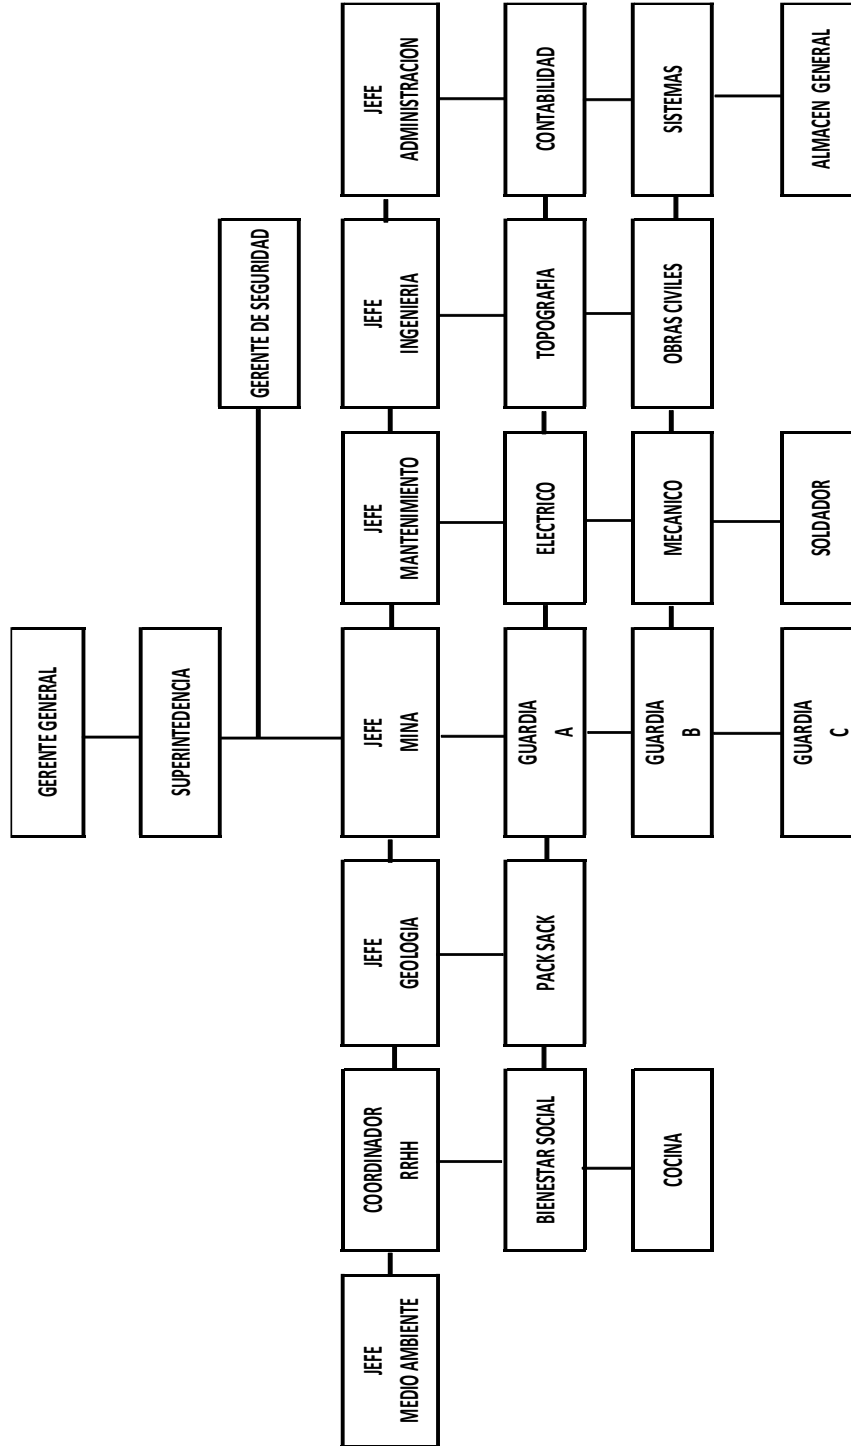 GERENTE GENERAL
SUPERINTEDENCIA
GERENTE DE SEGURIDAD
JEFE
MEDIO AMBIENTE
COORDINADOR
RRHH
JEFE
GEOLOGIA
JEFE
MINA
JEFE
MANTENIMIENTO
JEFE
INGENIERIA
JEFE
ADMINISTRACION
BIENESTAR SOCIAL
PACK SACK
GUARDIA
A
ELECTRICO
TOPOGRAFIA
CONTABILIDAD
COCINA
GUARDIA
B
MECANICO
OBRAS CIVILES
SISTEMAS
GUARDIA
C
SOLDADOR
ALMACEN GENERAL